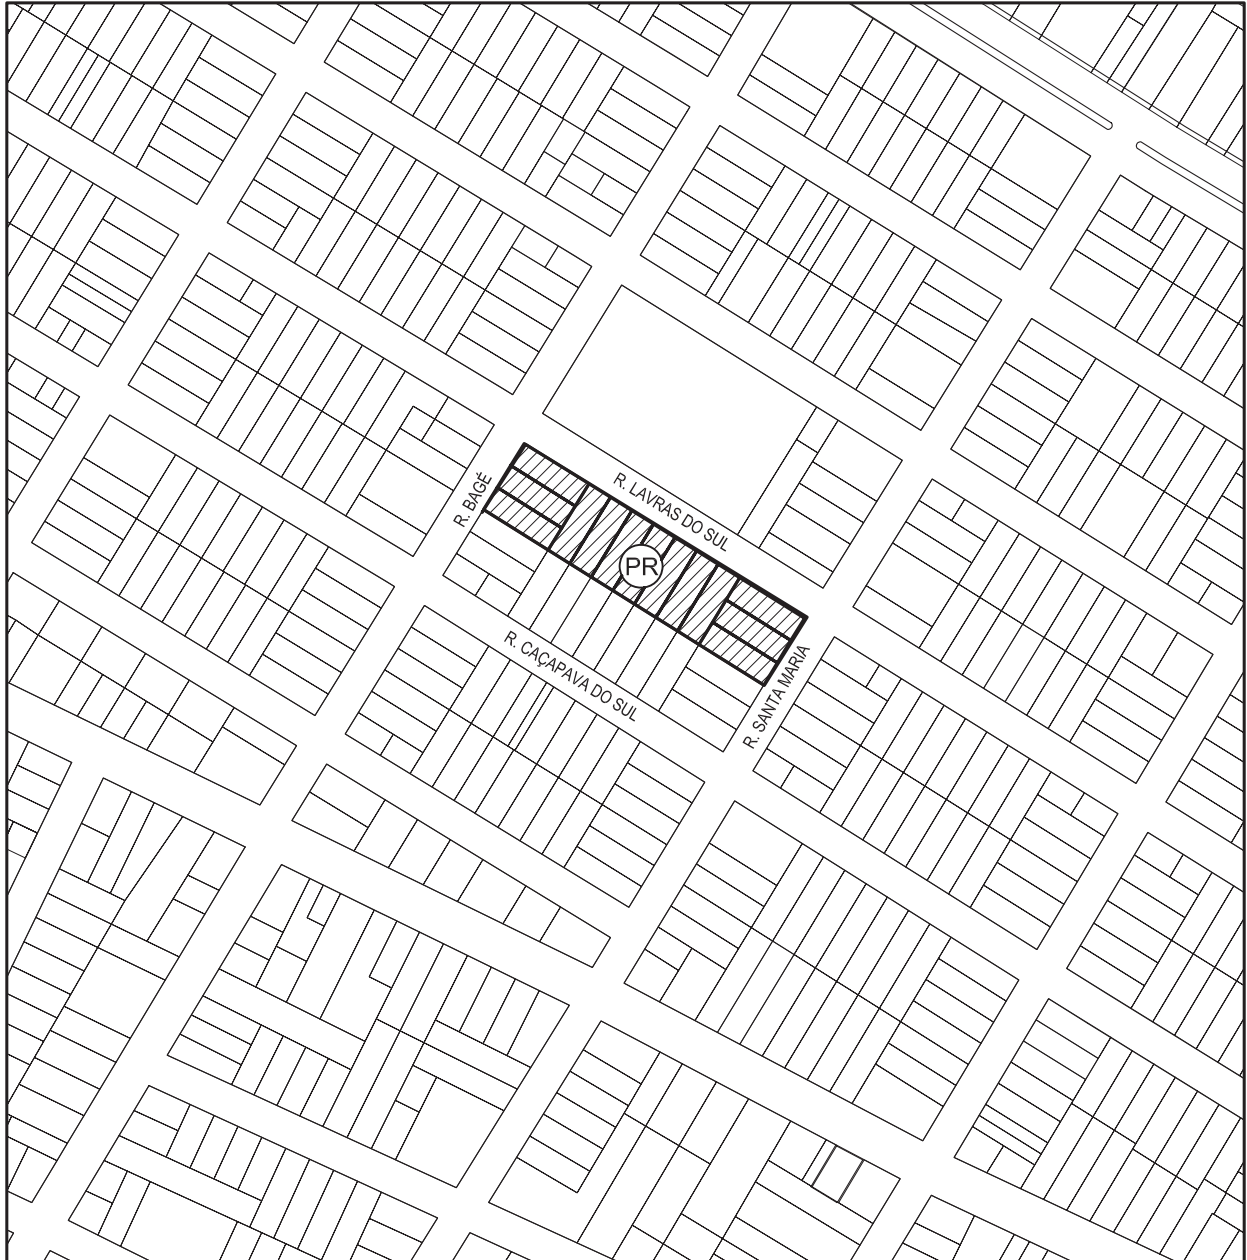 R. BAGÉ
R. LAVRAS DO SUL
PR
R. CAÇAPAVA DO SUL
R. SANTA MARIA